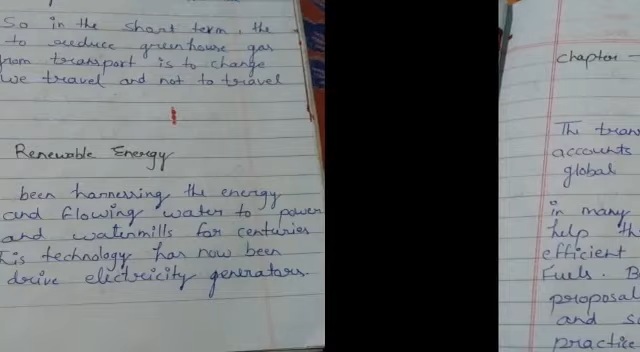 So in the short term, the
to reduce greenhouse gas
from transport is to change
we travel and not to travel
Renewable Energy
been harnessing the energy
and flowing water to power
and watermills for centuries
his technology has now been
drive electricity generators.
chapter -
The tran
accounts
global
in many
help th
efficient
Fuels. B
proposal
and so
practice